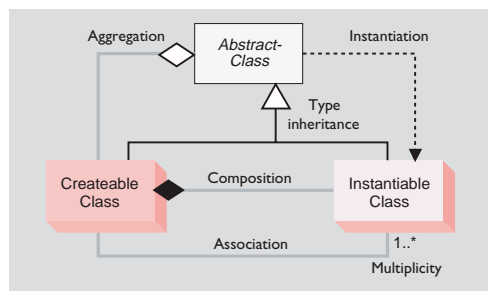 Aggregation
Abstract-
Class
Instantiation
Type
inheritance
Createable
Class
Composition
Instantiable
Class
Association
1..*
Multiplicity